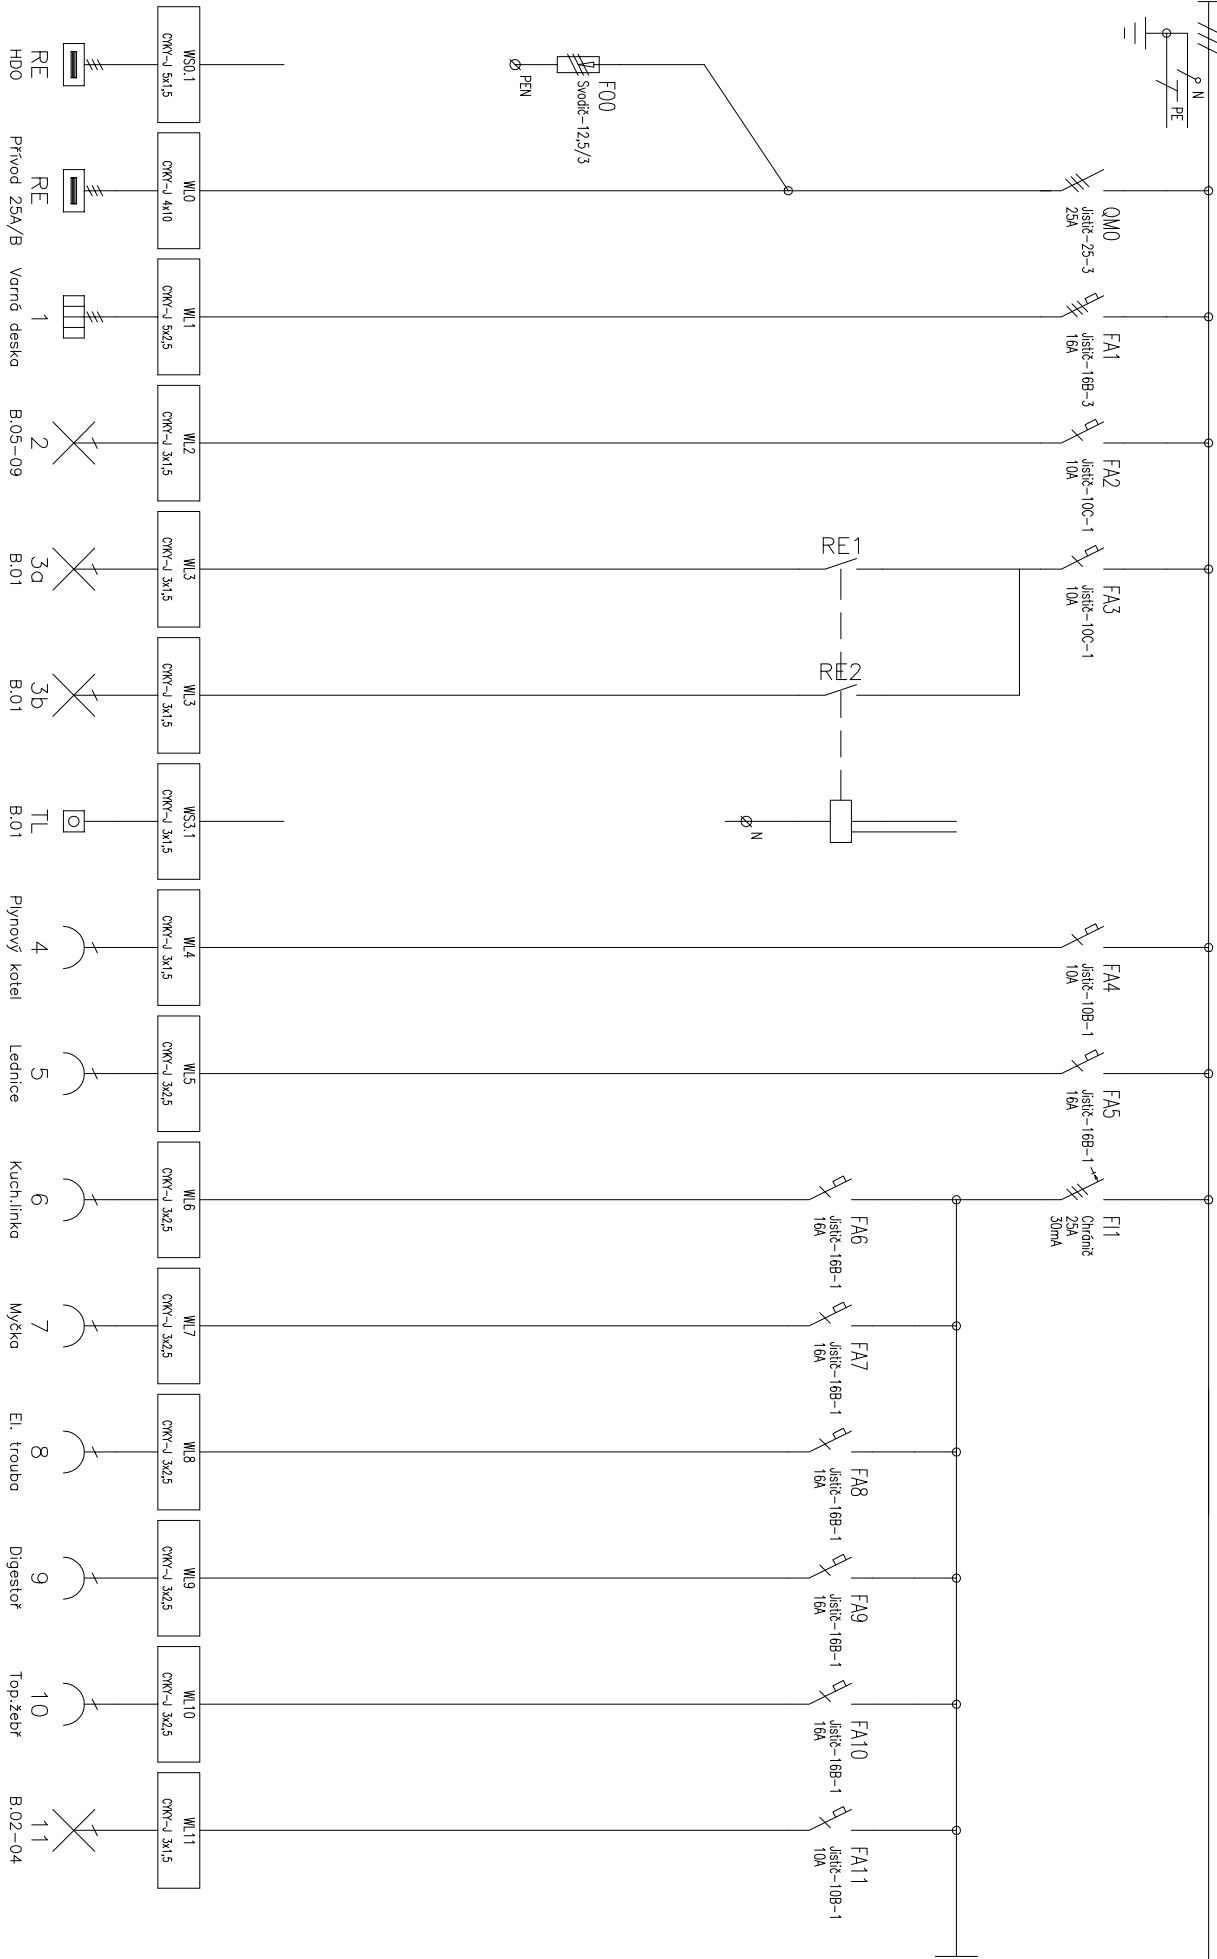 N
PE
F00
Svodič-12,5/3
PEN
QM0
Jistič-25-3
25A
FA1
Jistič-16B-3
16A
FA2
Jistič-10C-1
10A
FA3
Jistič-10C-1
10A
RE1
RE2
N
FA4
Jistič-10B-1
10A
FA5
Jistič-16B-1
16A
FI1
Chránič
25A
30mA
FA6
Jistič-16B-1
16A
FA7
Jistič-16B-1
16A
FA8
Jistič-16B-1
16A
FA9
Jistič-16B-1
16A
FA10
Jistič-16B-1
16A
FA11
Jistič-10B-1
10A
WS0.1
CYKY-J 5x1,5
RE
HDO
WL0
CYKY-J 4x10
RE
Přívod 25A/B
WL1
CYKY-J 5x2,5
1
Varná deska
WL2
CYKY-J 3x1,5
2
B.05-09
WL3
CYKY-J 3x1,5
3a
B.01
WL3
CYKY-J 3x1,5
3b
B.01
WS3.1
CYKY-J 3x1,5
TL
B.01
WL4
CYKY-J 3x1,5
4
Plynový kotel
WL5
CYKY-J 3x2,5
5
Lednice
WL6
CYKY-J 3x2,5
6
Kuch.linka
WL7
CYKY-J 3x2,5
7
Myčka
WL8
CYKY-J 3x2,5
8
El. trouba
WL9
CYKY-J 3x2,5
9
Digestoř
WL10
CYKY-J 3x2,5
10
Top.žebř
WL11
CYKY-J 3x1,5
11
B.02-04